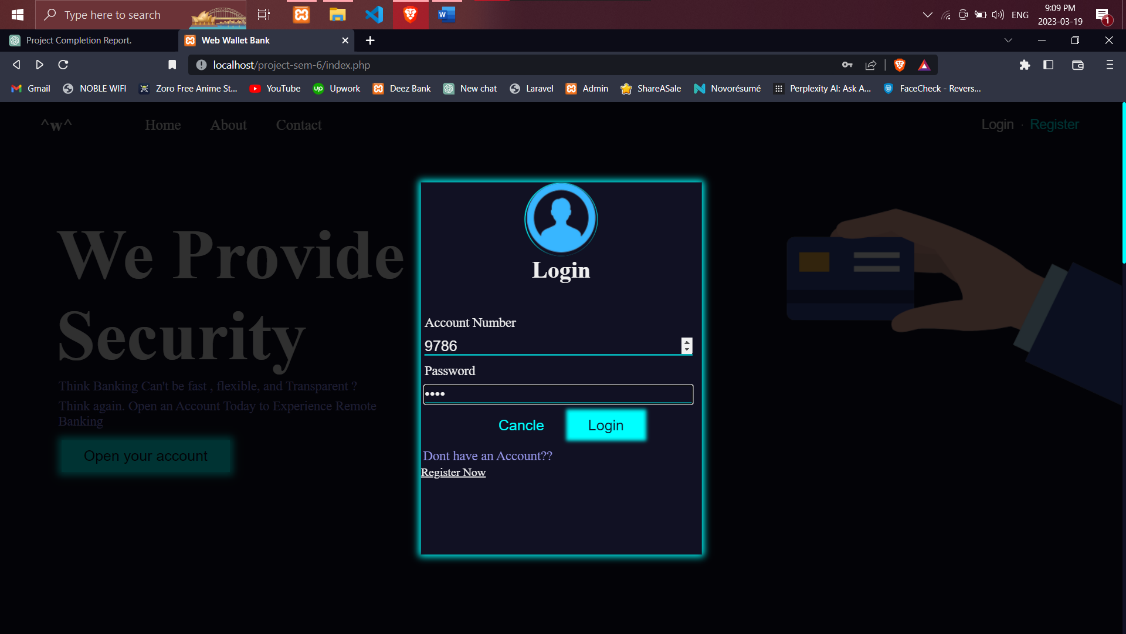 Type here to search
ENG
9:09 PM
2023-03-19
1
Project Completion Report.
Web Wallet Bank
localhost/project-sem-6/index.php
Gmail NOBLE WIFI Zoro Free Anime St... YouTube up Upwork Deez Bank New chat Laravel Admin ShareASale Novorésumé Perplexity AI: Ask A... FaceCheck - Revers...
^w^ Home About Contact Login - Register
We Provide
Security
Think Banking Can't be fast , flexible, and Transparent ?
Think again. Open an Account Today to Experience Remote
Banking
Open your account
Login
Account Number
9786
Password
••••
Cancle Login
Dont have an Account??
Register Now